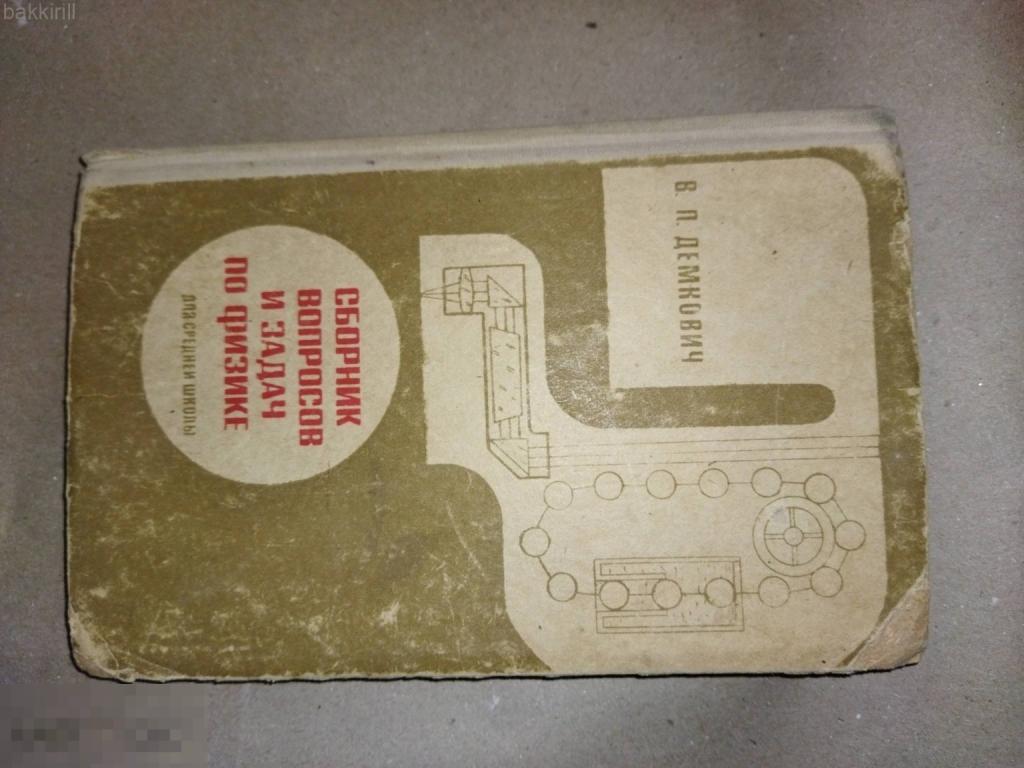 bakkirill
В. П. ДЕМКОВИЧ
СБОРНИК
ВОПРОСОВ
И ЗАДАЧ
ПО ФИЗИКЕ
ДЛЯ СРЕДНЕЙ ШКОЛЫ